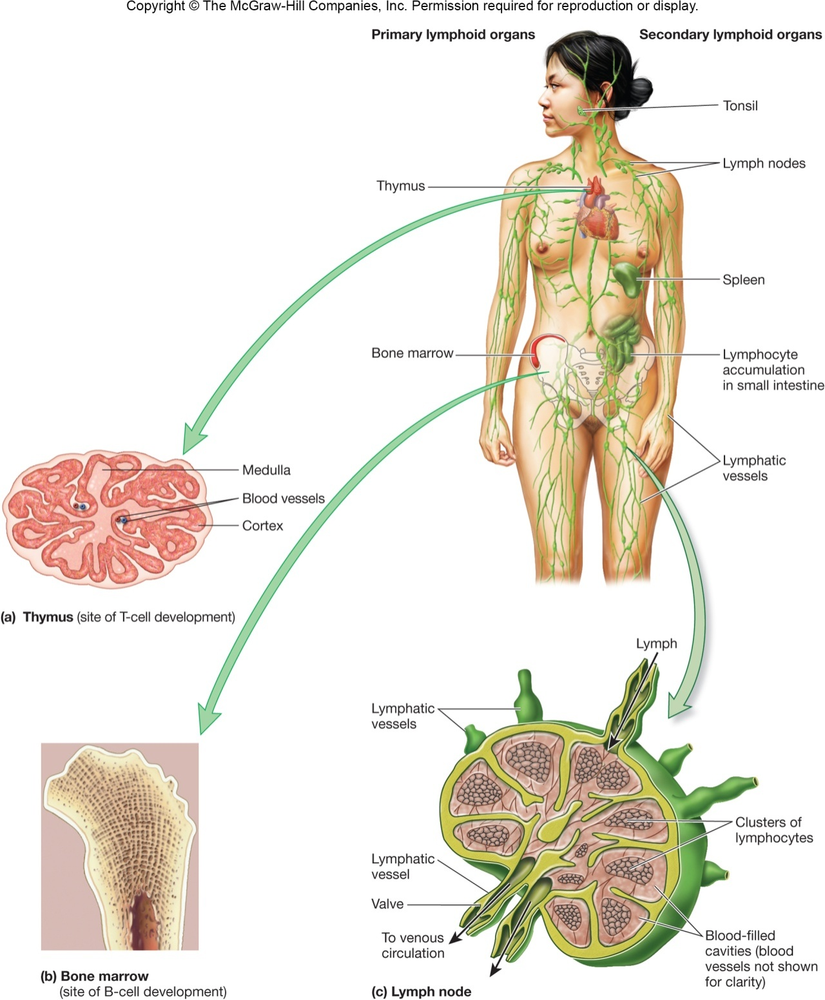 Copyright © The McGraw-Hill Companies, Inc. Permission required for reproduction or display.
Primary lymphoid organs
Secondary lymphoid organs
Tonsil
Lymph nodes
Thymus
Spleen
Bone marrow
Lymphocyte
accumulation
in small intestine
Lymphatic
vessels
Medulla
Blood vessels
Cortex
(a) Thymus (site of T-cell development)
Lymph
Lymphatic
vessels
Clusters of
lymphocytes
Lymphatic
vessel
Valve
To venous
circulation
Blood-filled
cavities (blood
vessels not shown
for clarity)
(b) Bone marrow
(site of B-cell development)
(c) Lymph node